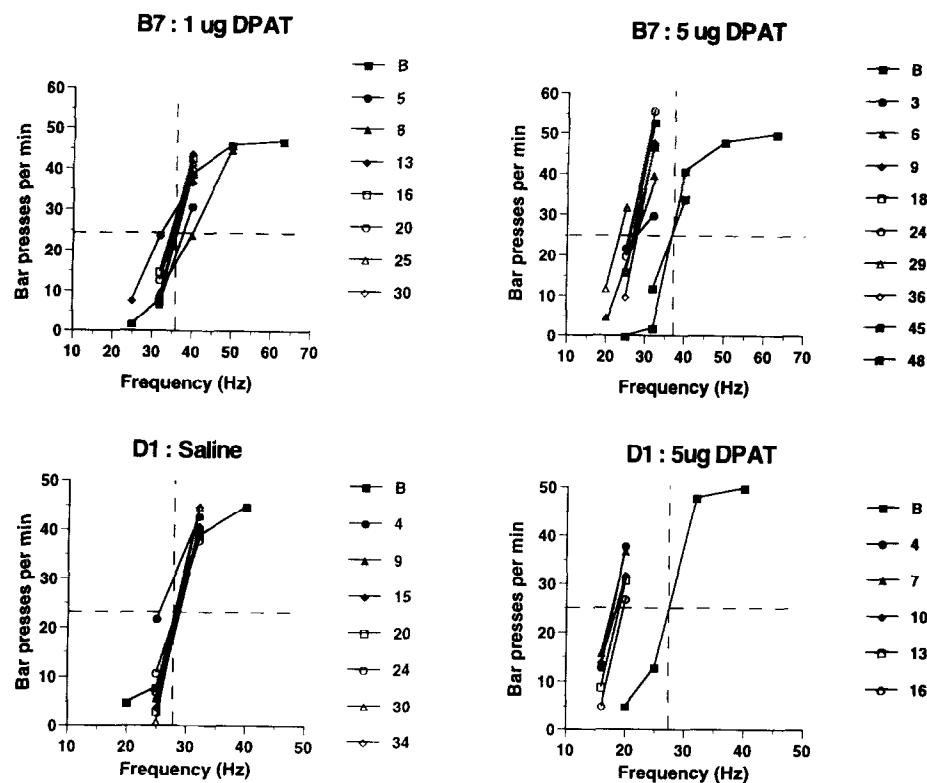 B7 : 1 ug DPAT
Bar presses per min
60
50
40
30
20
10
0
10 20 30 40 50 60 70
Frequency (Hz)
B
5
8
13
16
20
25
30
B7 : 5 ug DPAT
Bar presses per min
60
50
40
30
20
10
0
10 20 30 40 50 60 70
Frequency (Hz)
B
3
6
9
18
24
29
36
45
48
D1 : Saline
Bar presses per min
50
40
30
20
10
0
10 20 30 40 50
Frequency (Hz)
B
4
9
15
20
24
30
34
D1 : 5ug DPAT
Bar presses per min
50
40
30
20
10
0
10 20 30 40 50
Frequency (Hz)
B
4
7
10
13
16